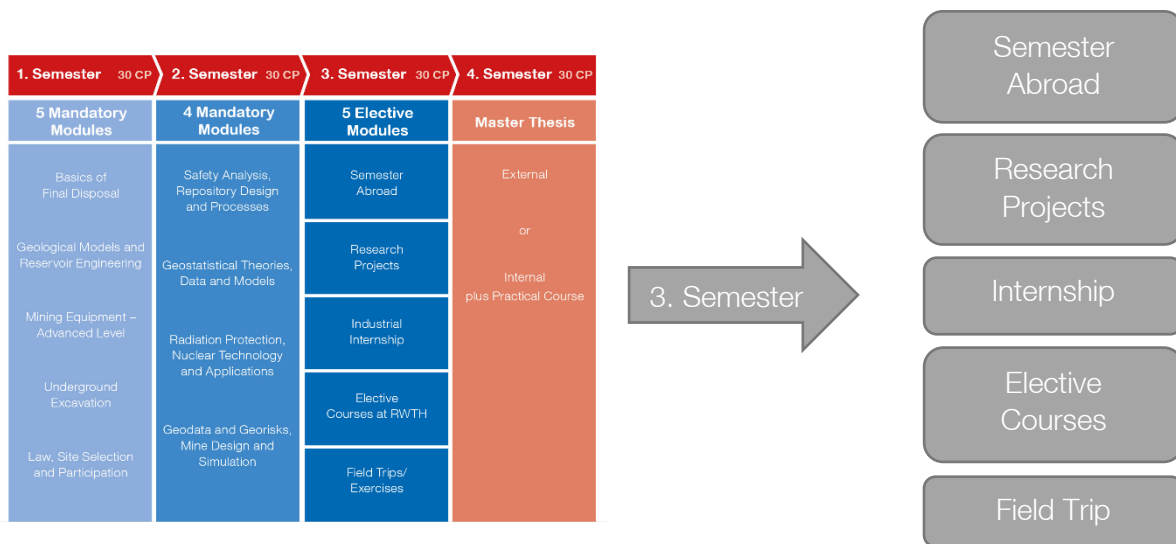 1. Semester 30 CP
2. Semester 30 CP
3. Semester 30 CP
4. Semester 30 CP
5 Mandatory
Modules
4 Mandatory
Modules
5 Elective
Modules
Master Thesis
Basics of
Final Disposal
Geological Models and
Reservoir Engineering
Mining Equipment –
Advanced Level
Underground
Excavation
Law, Site Selection
and Participation
Safety Analysis,
Repository Design
and Processes
Geostatistical Theories,
Data and Models
Radiation Protection,
Nuclear Technology
and Applications
Geodata and Georisks,
Mine Design and
Simulation
Semester
Abroad
Research
Projects
Industrial
Internship
Elective
Courses at RWTH
Field Trips/
Exercises
External
or
Internal
plus Practical Course
3. Semester
Semester
Abroad
Research
Projects
Internship
Elective
Courses
Field Trip